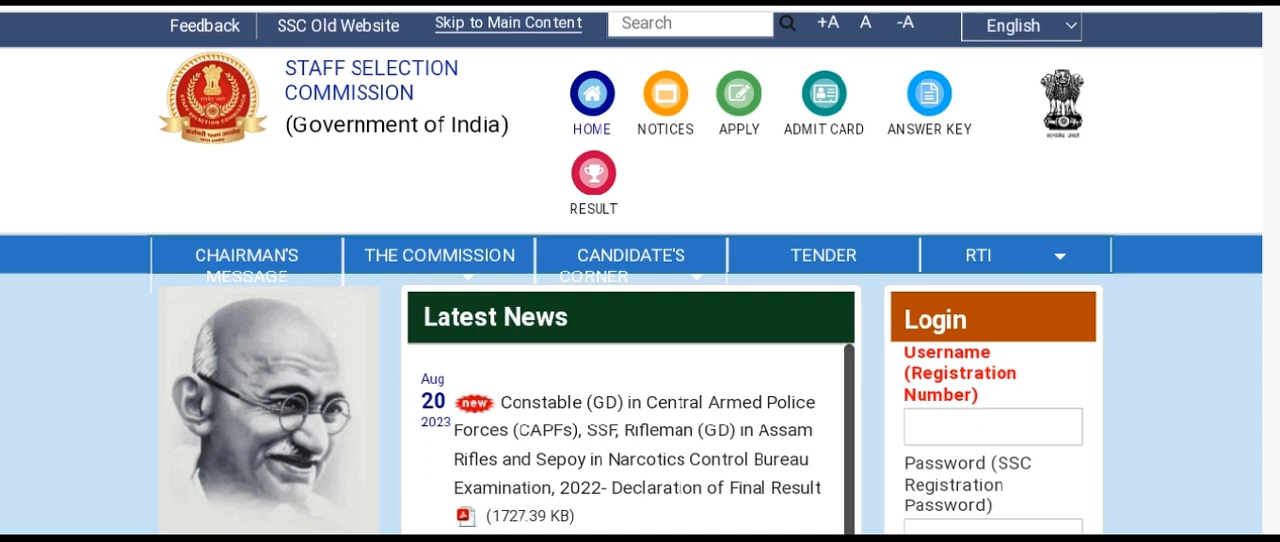 Feedback
SSC Old Website
Skip to Main Content
Search
+A
A
-A
English
STAFF SELECTION
COMMISSION
(Government of India)
HOME
NOTICES
APPLY
ADMIT CARD
ANSWER KEY
RESULT
CHAIRMAN'S
MESSAGE
THE COMMISSION
CANDIDATE'S
CORNER
TENDER
RTI
Latest News
Aug
20
2023
new Constable (GD) in Central Armed Police
Forces (CAPFs), SSF, Rifleman (GD) in Assam
Rifles and Sepoy in Narcotics Control Bureau
Examination, 2022- Declaration of Final Result
(1727.39 KB)
Login
Username
(Registration
Number)
Password (SSC
Registration
Password)